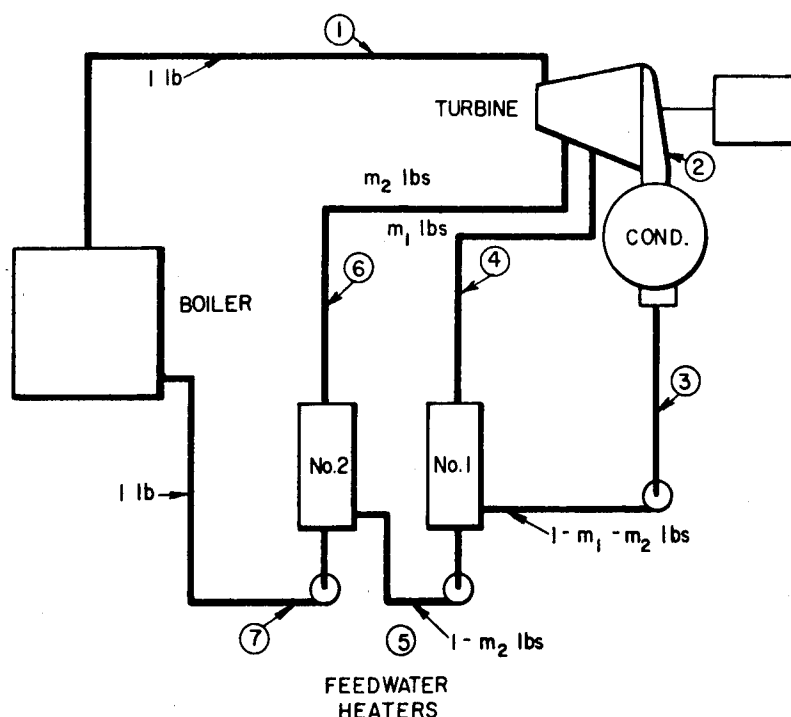 ①
1 lb
TURBINE
②
m₂ lbs
m₁ lbs
COND.
⑥
④
BOILER
③
No.2
No.1
1 lb
1 - m₁ - m₂ lbs
⑦
⑤
1 - m₂ lbs
FEEDWATER
HEATERS